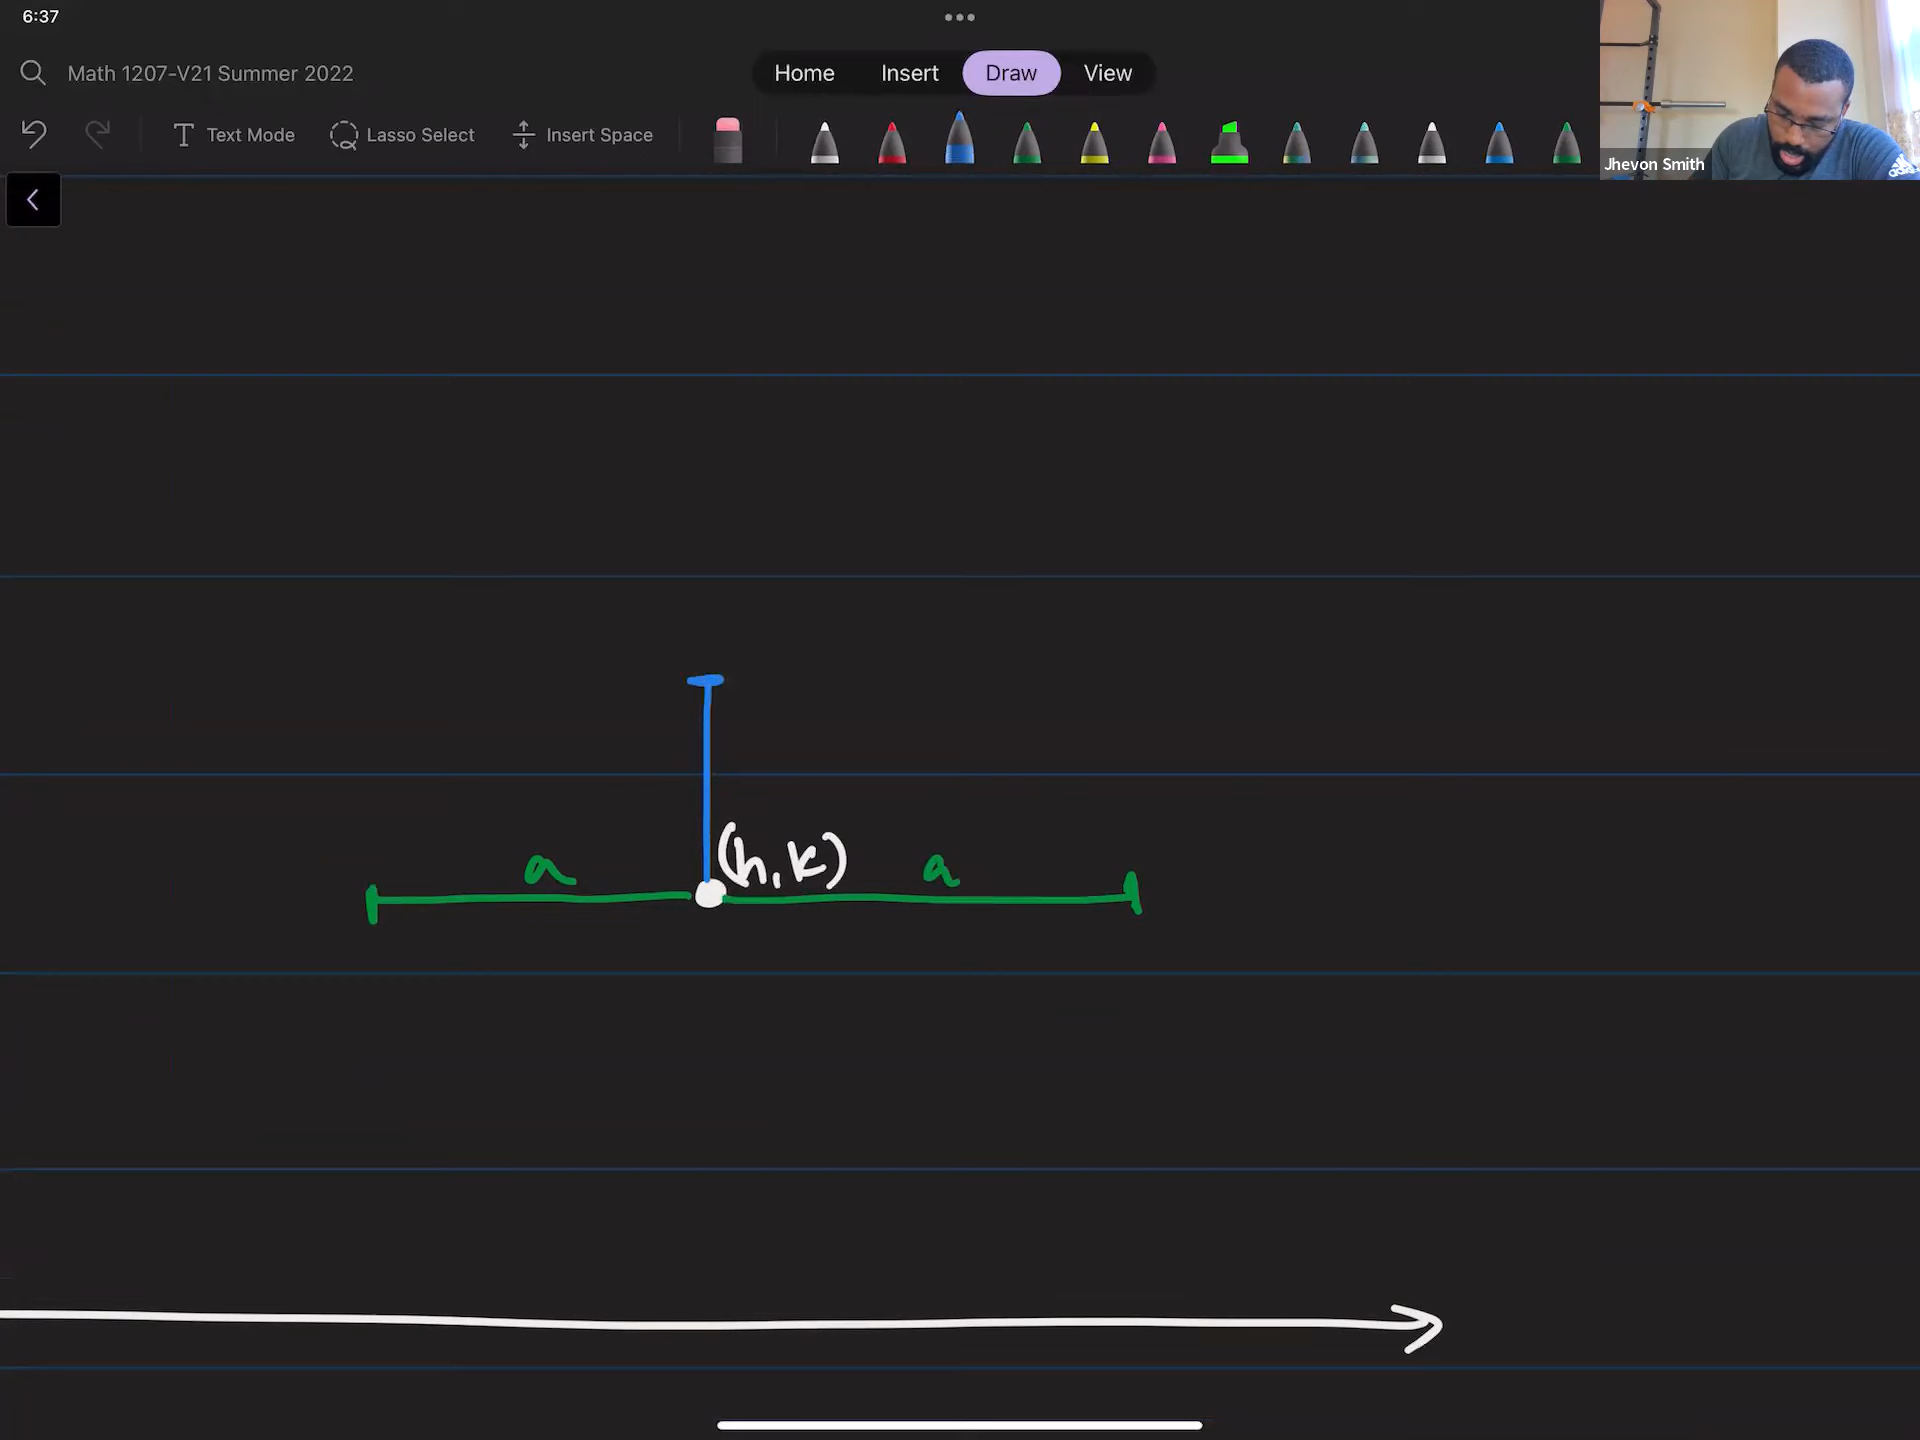 6:37
Math 1207-V21 Summer 2022
Home Insert Draw View
Text Mode Lasso Select Insert Space
Jhevon Smith
adidas
(h,k)
a a